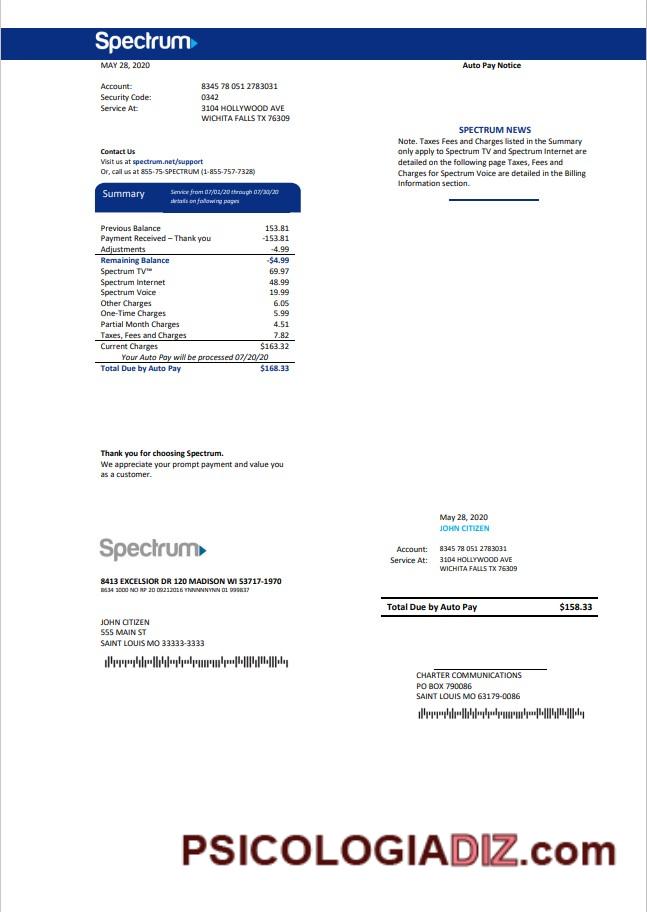 Spectrum
MAY 28, 2020
Auto Pay Notice
Account: 8345 78 051 2783031
Security Code: 0342
Service At: 3104 HOLLYWOOD AVE
WICHITA FALLS TX 76309
SPECTRUM NEWS
Note. Taxes Fees and Charges listed in the Summary
only apply to Spectrum TV and Spectrum Internet are
detailed on the following page Taxes, Fees and
Charges for Spectrum Voice are detailed in the Billing
Information section.
Contact Us
Visit us at spectrum.net/support
Or, call us at 855-75-SPECTRUM (1-855-757-7328)
Summary
Service from 07/01/20 through 07/30/20
details on following pages
Previous Balance 153.81
Payment Received – Thank you -153.81
Adjustments -4.99
Remaining Balance -$4.99
Spectrum TV™ 69.97
Spectrum Internet 48.99
Spectrum Voice 19.99
Other Charges 6.05
One-Time Charges 5.99
Partial Month Charges 4.51
Taxes, Fees and Charges 7.82
Current Charges $163.32
Your Auto Pay will be processed 07/20/20
Total Due by Auto Pay $168.33
Thank you for choosing Spectrum.
We appreciate your prompt payment and value you
as a customer.
May 28, 2020
JOHN CITIZEN
Account: 8345 78 051 2783031
Service At: 3104 HOLLYWOOD AVE
WICHITA FALLS TX 76309
Spectrum
8413 EXCELSIOR DR 120 MADISON WI 53717-1970
8634 1000 NO RP 20 09212016 YNNNNNYNN 01 999837
Total Due by Auto Pay $158.33
JOHN CITIZEN
555 MAIN ST
SAINT LOUIS MO 33333-3333
CHARTER COMMUNICATIONS
PO BOX 790086
SAINT LOUIS MO 63179-0086
PSICOLOGIADIZ.com